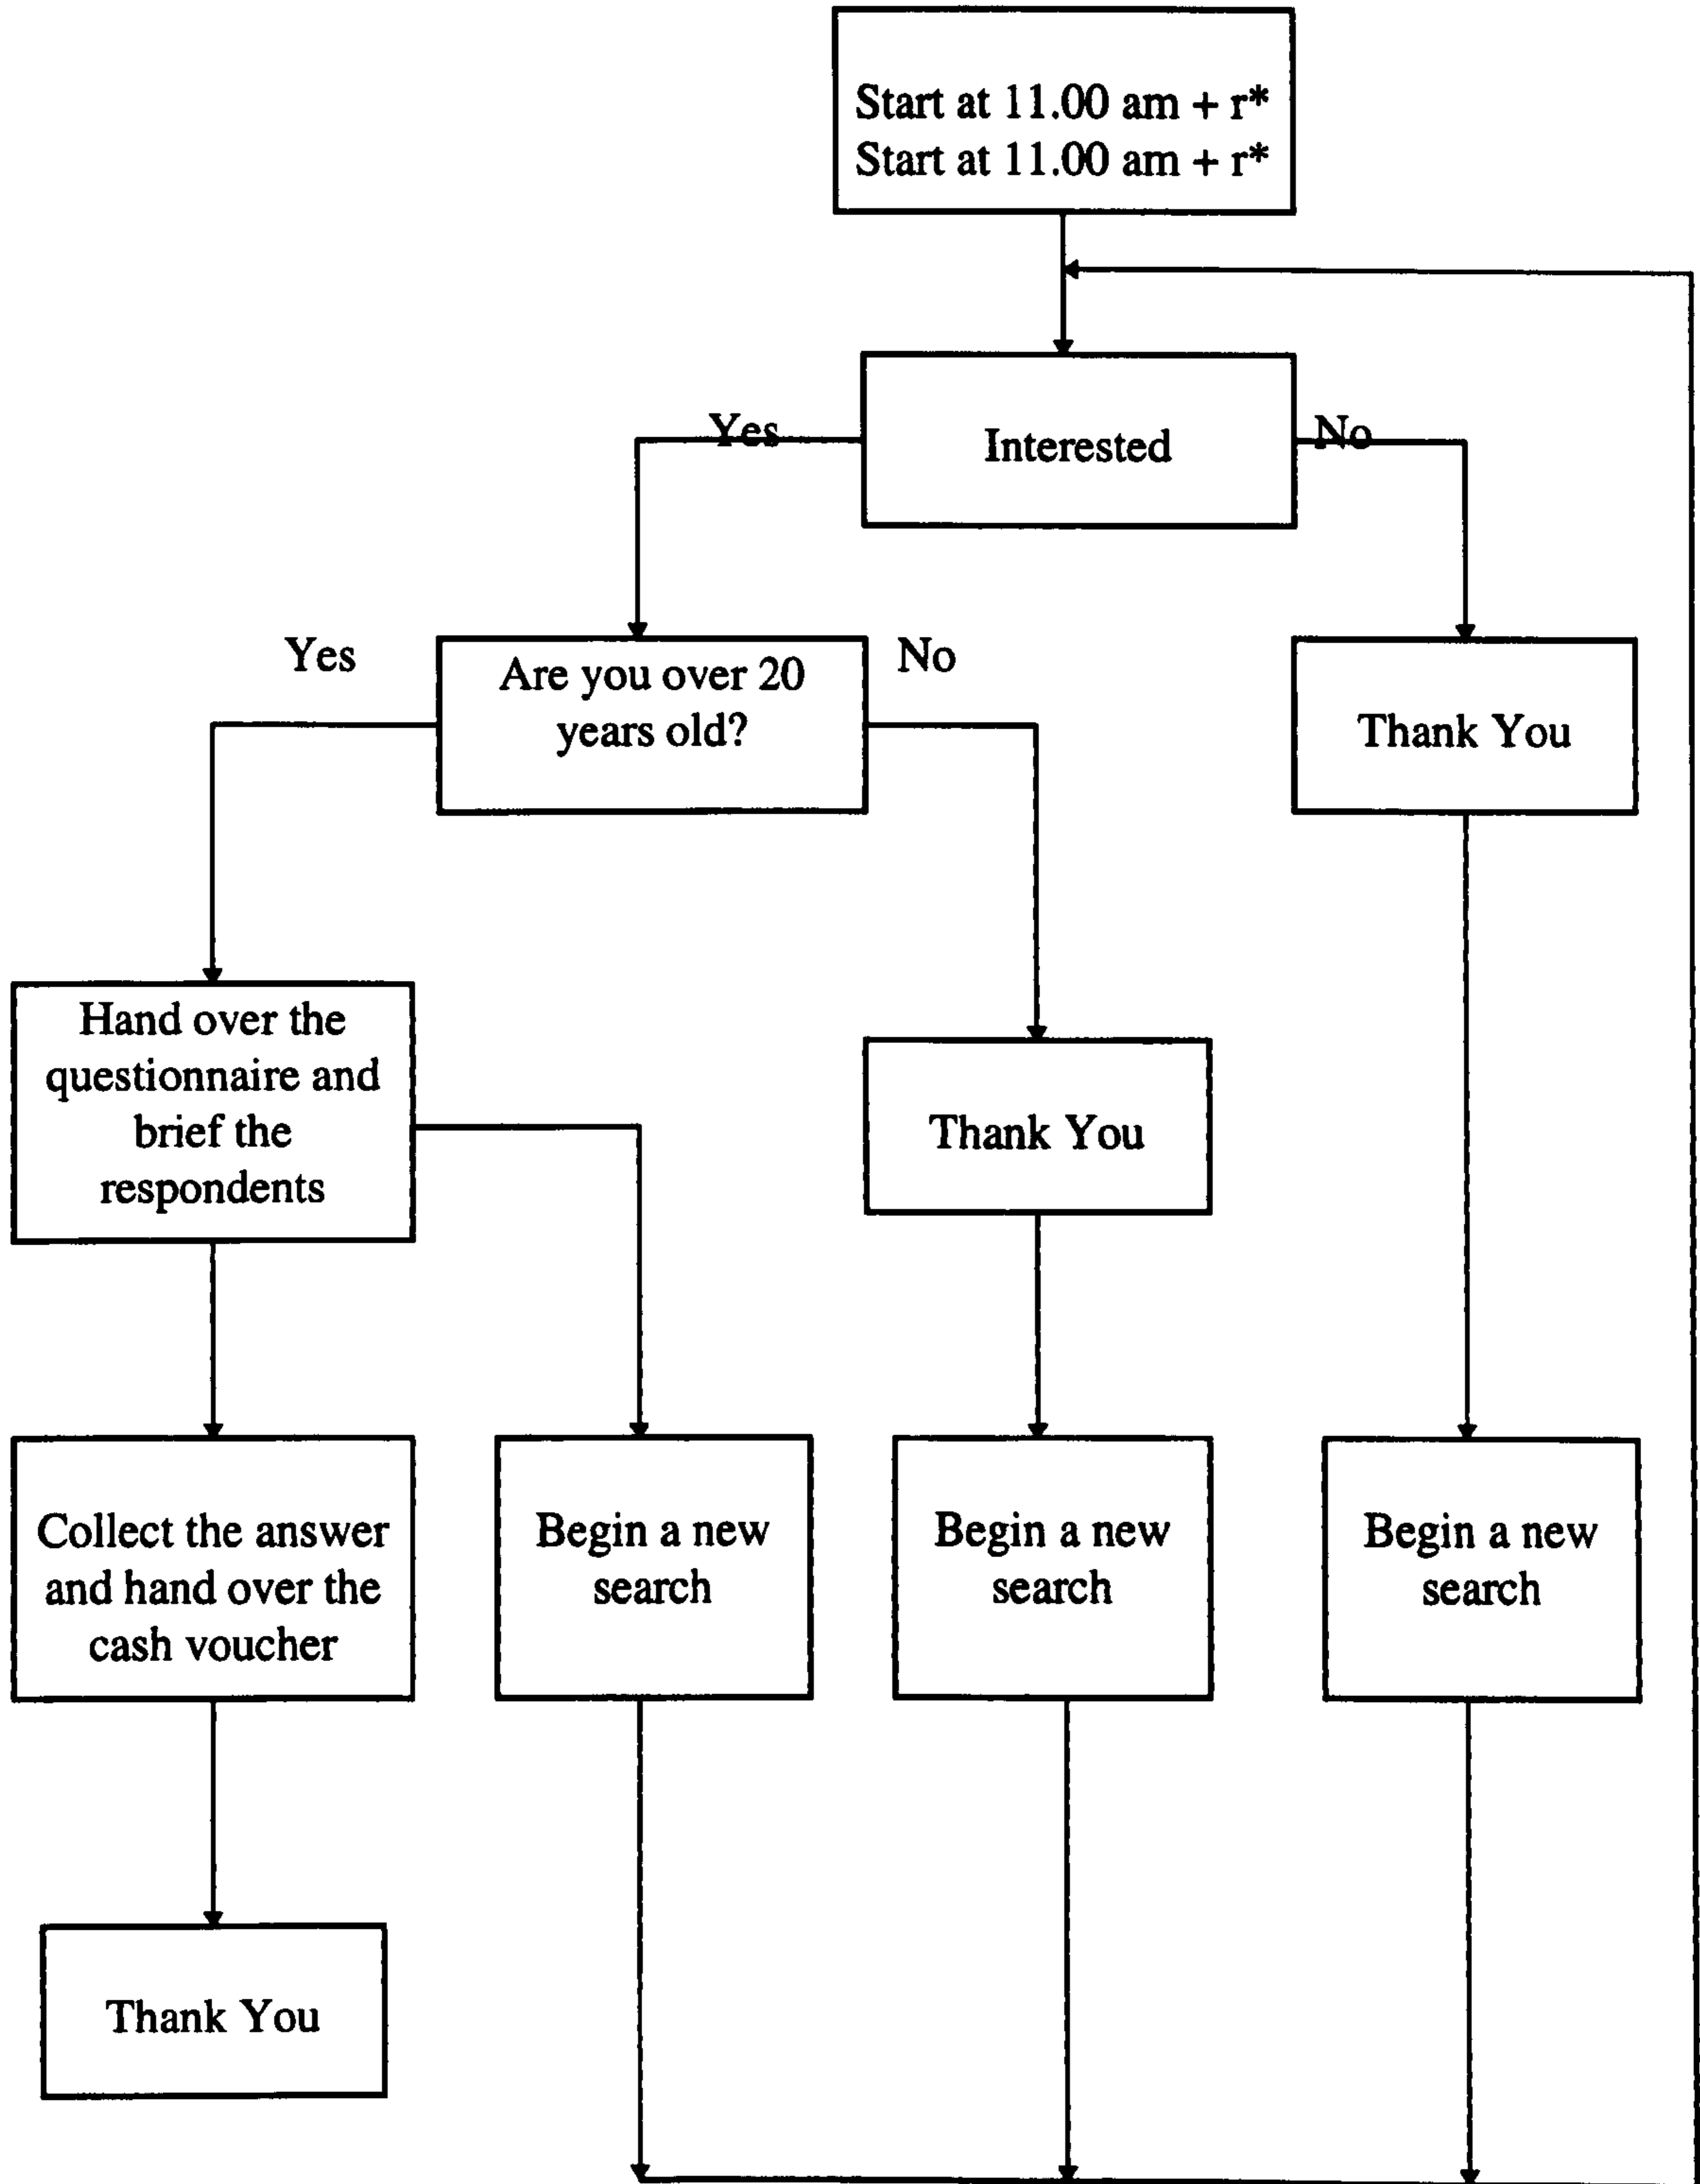 Start at 11.00 am + r*
Start at 11.00 am + r*
Yes
Interested
No
Yes
Are you over 20
years old?
No
Thank You
Hand over the
questionnaire and
brief the
respondents
Thank You
Collect the answer
and hand over the
cash voucher
Begin a new
search
Begin a new
search
Begin a new
search
Thank You